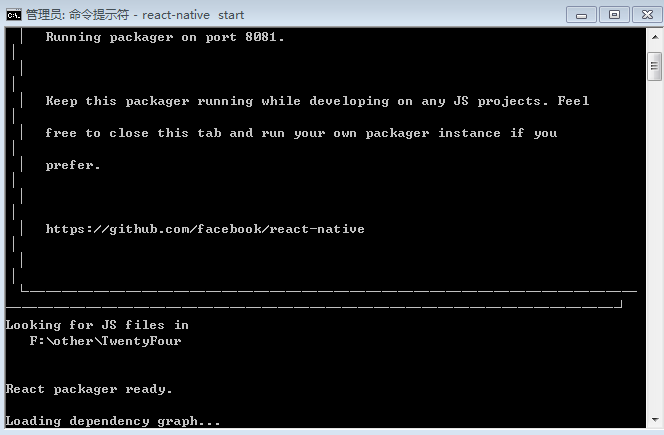 管理员: 命令提示符 - react-native start
Running packager on port 8081.
Keep this packager running while developing on any JS projects. Feel
free to close this tab and run your own packager instance if you
prefer.
https://github.com/facebook/react-native
Looking for JS files in
F:\other\TwentyFour
React packager ready.
Loading dependency graph...